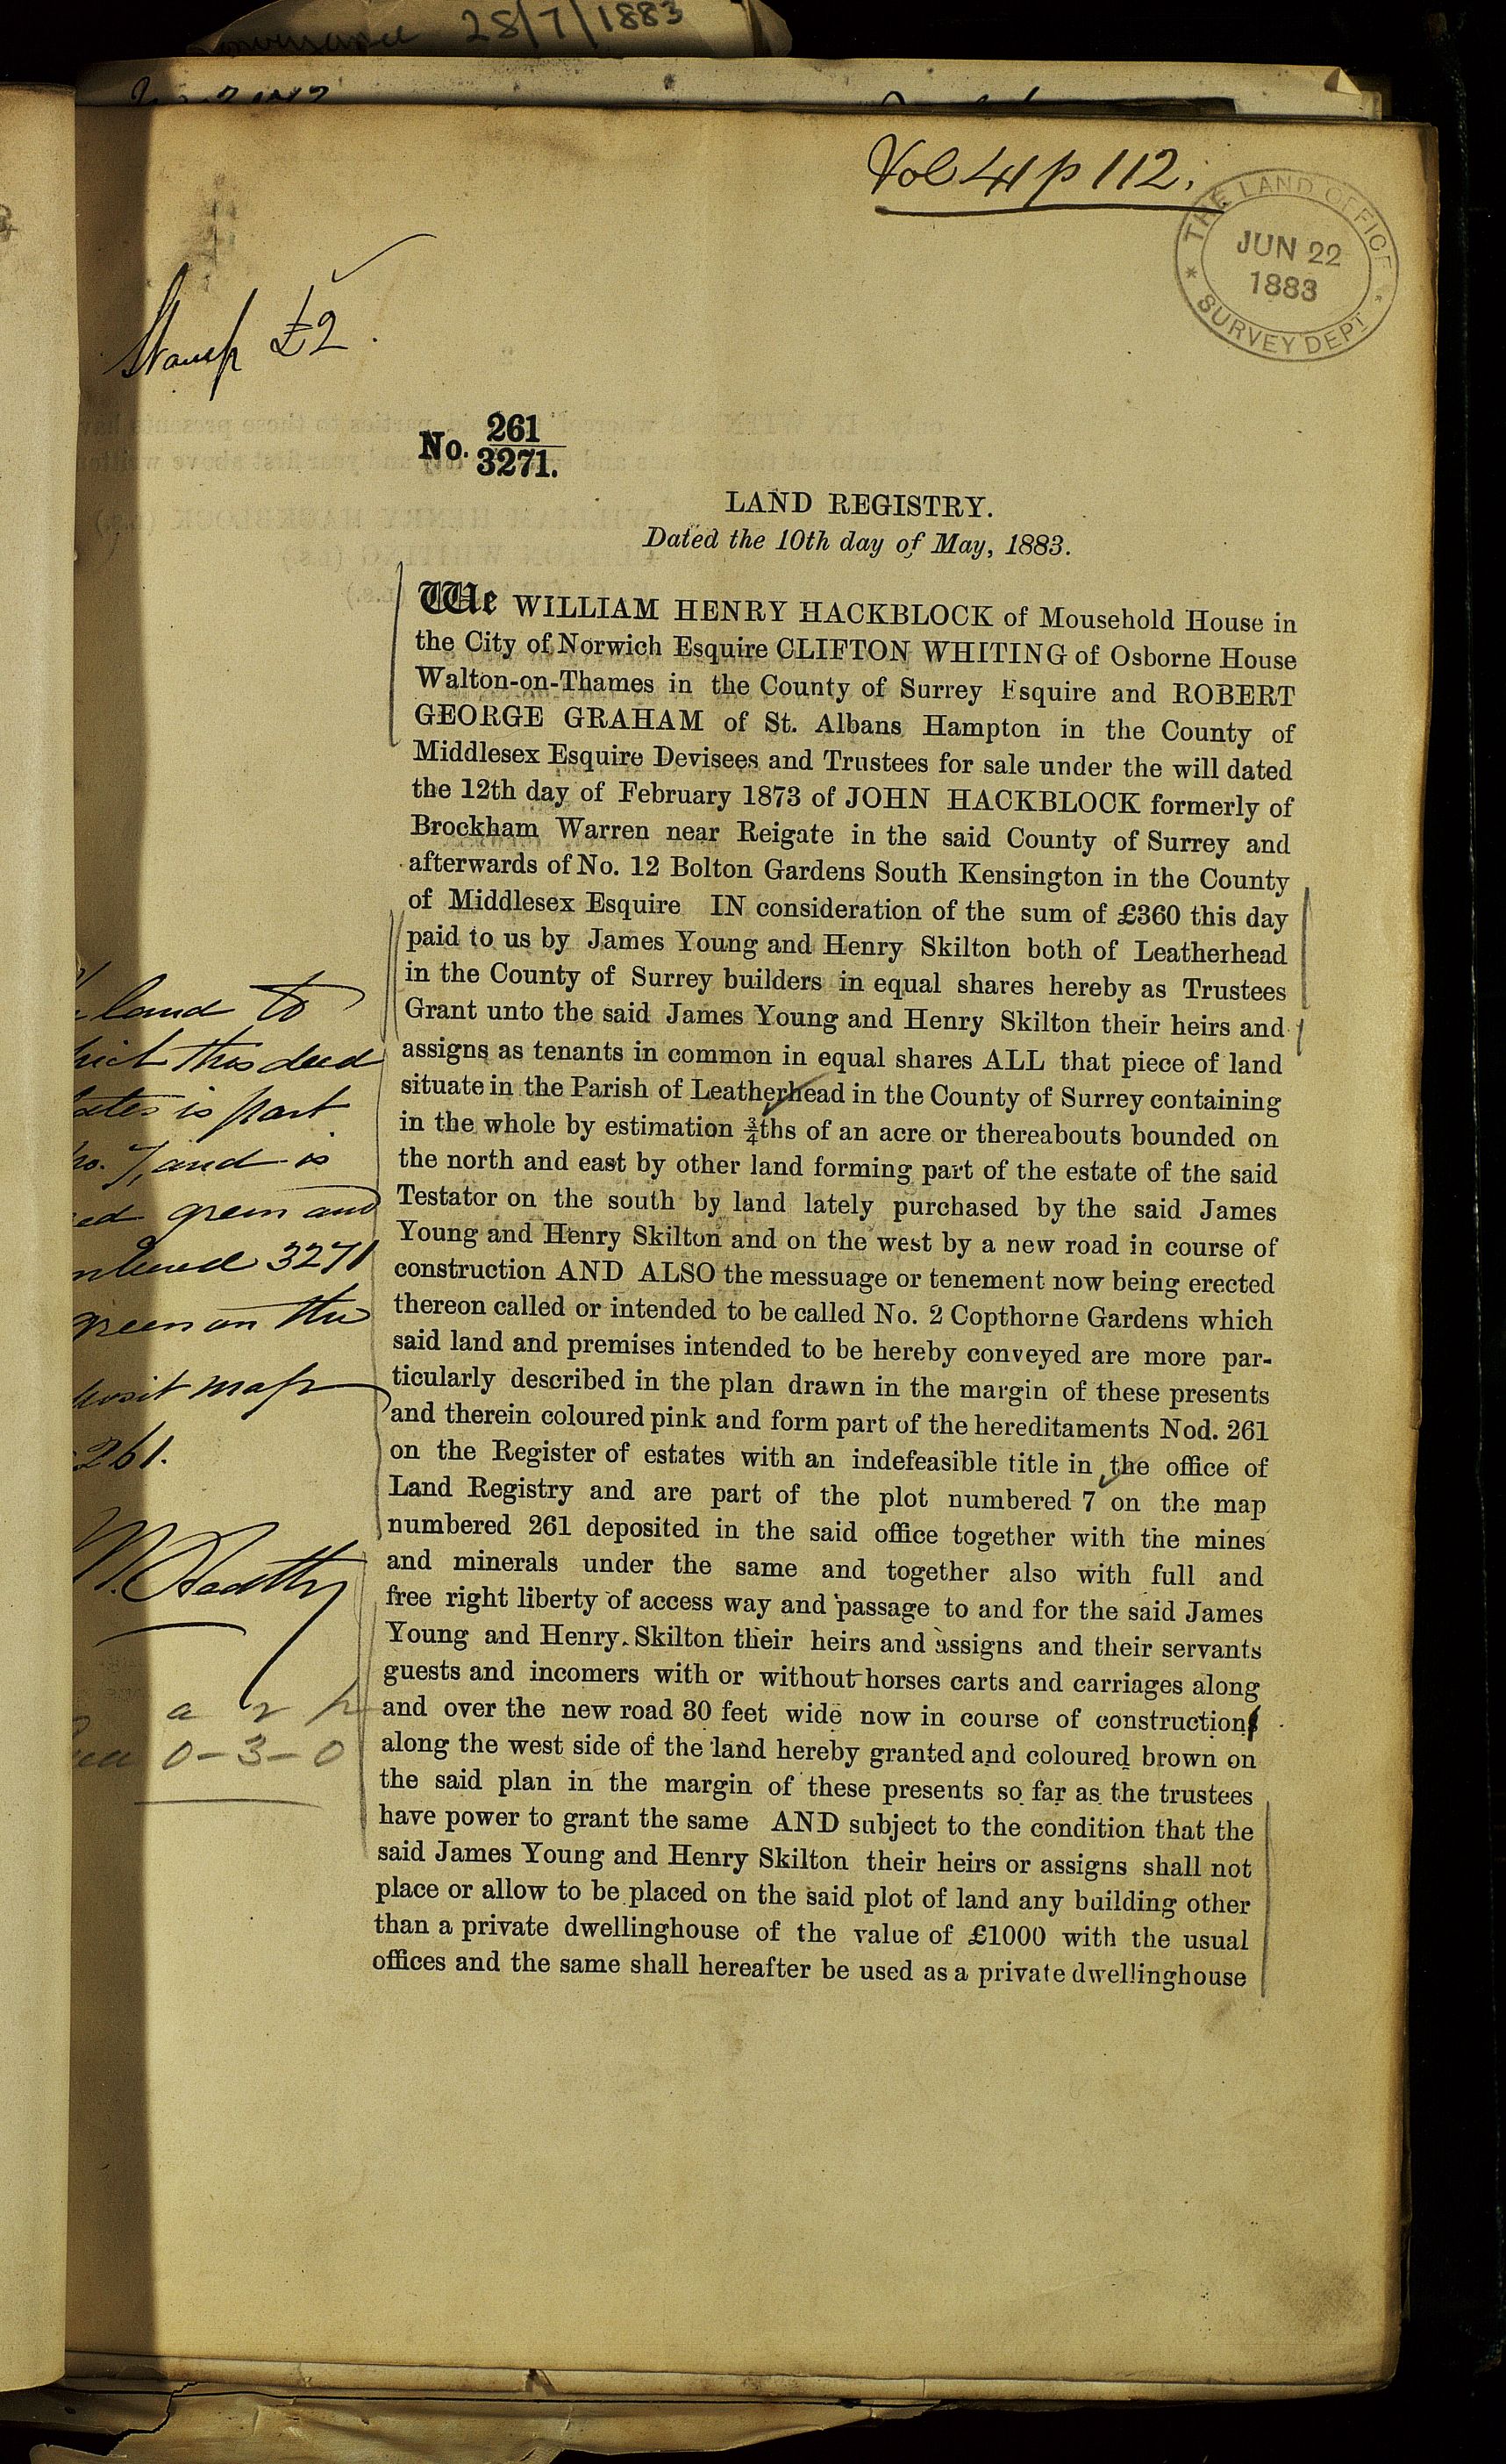 28/7/1883
Vol 41 p 112.
THE LAND OFFICE
JUN 22
1883
* SURVEY DEPT *
Stamp £2.
No. 261
3271.
LAND REGISTRY.
Dated the 10th day of May, 1883.
We WILLIAM HENRY HACKBLOCK of Mousehold House in
the City of Norwich Esquire CLIFTON WHITING of Osborne House
Walton-on-Thames in the County of Surrey Esquire and ROBERT
GEORGE GRAHAM of St. Albans Hampton in the County of
Middlesex Esquire Devisees and Trustees for sale under the will dated
the 12th day of February 1873 of JOHN HACKBLOCK formerly of
Brockham Warren near Reigate in the said County of Surrey and
afterwards of No. 12 Bolton Gardens South Kensington in the County
of Middlesex Esquire IN consideration of the sum of £360 this day
paid to us by James Young and Henry Skilton both of Leatherhead
in the County of Surrey builders in equal shares hereby as Trustees
Grant unto the said James Young and Henry Skilton their heirs and
assigns as tenants in common in equal shares ALL that piece of land
situate in the Parish of Leatherhead in the County of Surrey containing
in the whole by estimation ¾ths of an acre or thereabouts bounded on
the north and east by other land forming part of the estate of the said
Testator on the south by land lately purchased by the said James
Young and Henry Skilton and on the west by a new road in course of
construction AND ALSO the messuage or tenement now being erected
thereon called or intended to be called No. 2 Copthorne Gardens which
said land and premises intended to be hereby conveyed are more par-
ticularly described in the plan drawn in the margin of these presents
and therein coloured pink and form part of the hereditaments Nod. 261
on the Register of estates with an indefeasible title in the office of
Land Registry and are part of the plot numbered 7 on the map
numbered 261 deposited in the said office together with the mines
and minerals under the same and together also with full and
free right liberty of access way and passage to and for the said James
Young and Henry Skilton their heirs and assigns and their servants
guests and incomers with or without horses carts and carriages along
and over the new road 30 feet wide now in course of construction
along the west side of the land hereby granted and coloured brown on
the said plan in the margin of these presents so far as the trustees
have power to grant the same AND subject to the condition that the
said James Young and Henry Skilton their heirs or assigns shall not
place or allow to be placed on the said plot of land any building other
than a private dwellinghouse of the value of £1000 with the usual
offices and the same shall hereafter be used as a private dwellinghouse
land to
this deed
is part
7, and is
green and
3271
green on the
map
261.
a r p
0-3-0